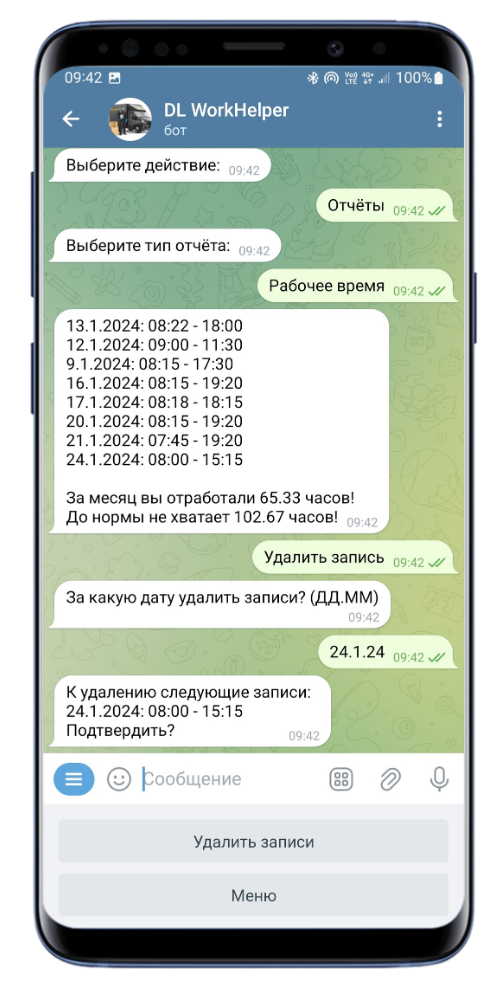 09:42
Vo)) LTE 4G+ 100%
DL WorkHelper
бот
Выберите действие: 09:42
Отчёты 09:42
Выберите тип отчёта: 09:42
Рабочее время 09:42
13.1.2024: 08:22 - 18:00
12.1.2024: 09:00 - 11:30
9.1.2024: 08:15 - 17:30
16.1.2024: 08:15 - 19:20
17.1.2024: 08:18 - 18:15
20.1.2024: 08:15 - 19:20
21.1.2024: 07:45 - 19:20
24.1.2024: 08:00 - 15:15
За месяц вы отработали 65.33 часов!
До нормы не хватает 102.67 часов! 09:42
Удалить запись 09:42
За какую дату удалить записи? (ДД.ММ)
09:42
24.1.24 09:42
К удалению следующие записи:
24.1.2024: 08:00 - 15:15
Подтвердить? 09:42
Сообщение
Удалить записи
Меню